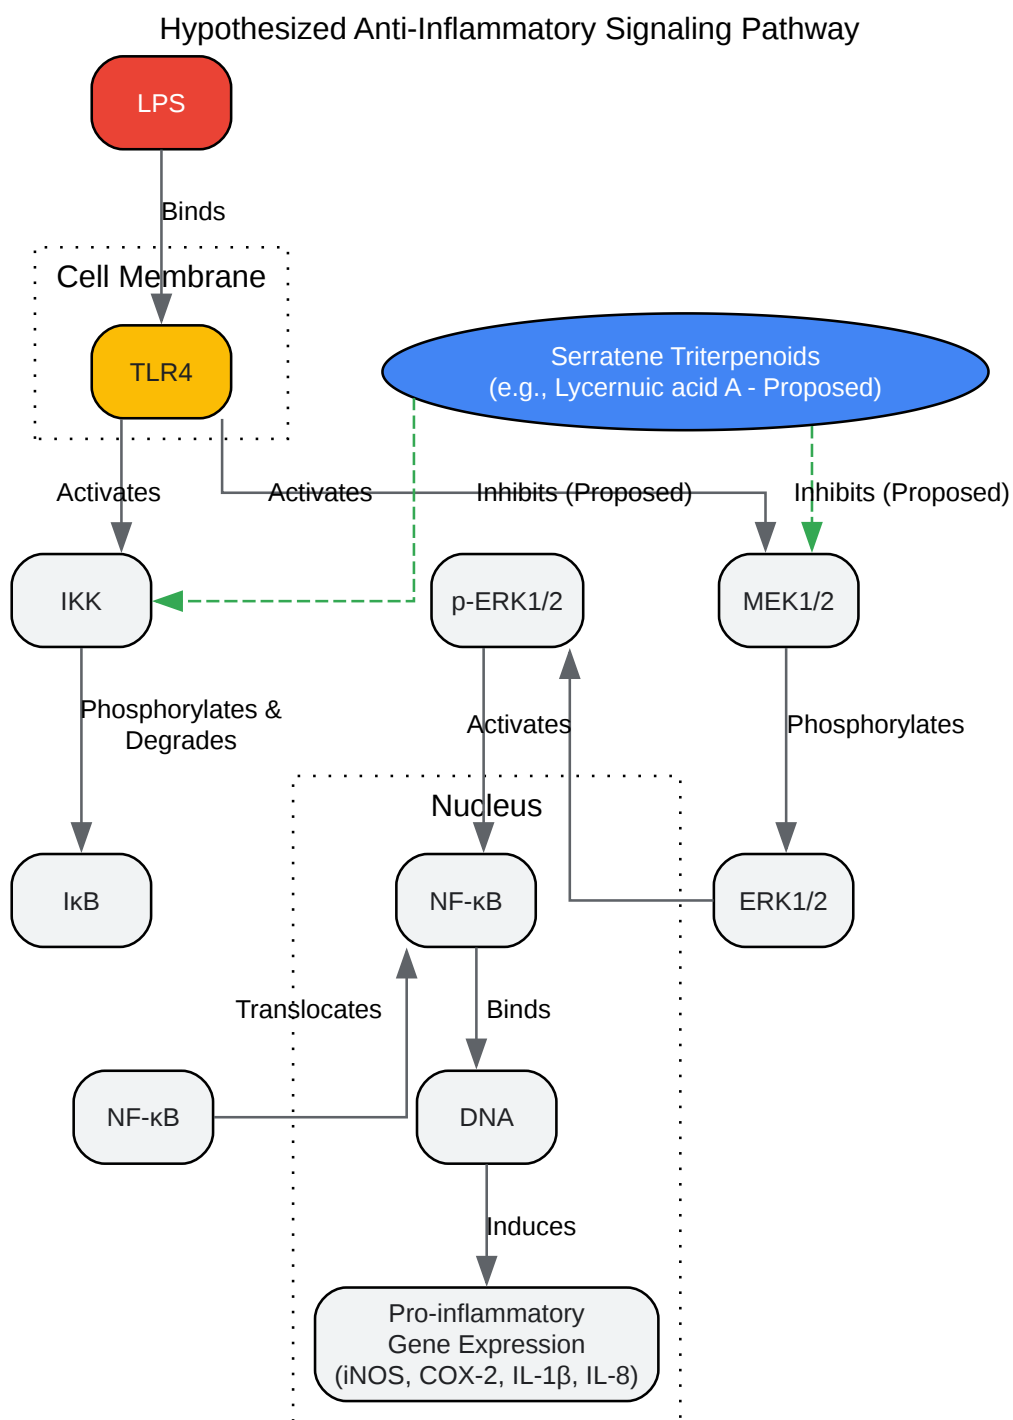 Hypothesized Anti-Inflammatory Signaling Pathway
LPS
Binds
Cell Membrane
TLR4
Serratene Triterpenoids
(e.g., Lycernuic acid A - Proposed)
Activates
Activates
Inhibits (Proposed)
Inhibits (Proposed)
IKK
p-ERK1/2
MEK1/2
Phosphorylates &
Degrades
Activates
Phosphorylates
Nucleus
IκB
NF-κB
ERK1/2
Translocates
Binds
NF-κB
DNA
Induces
Pro-inflammatory
Gene Expression
(iNOS, COX-2, IL-1β, IL-8)